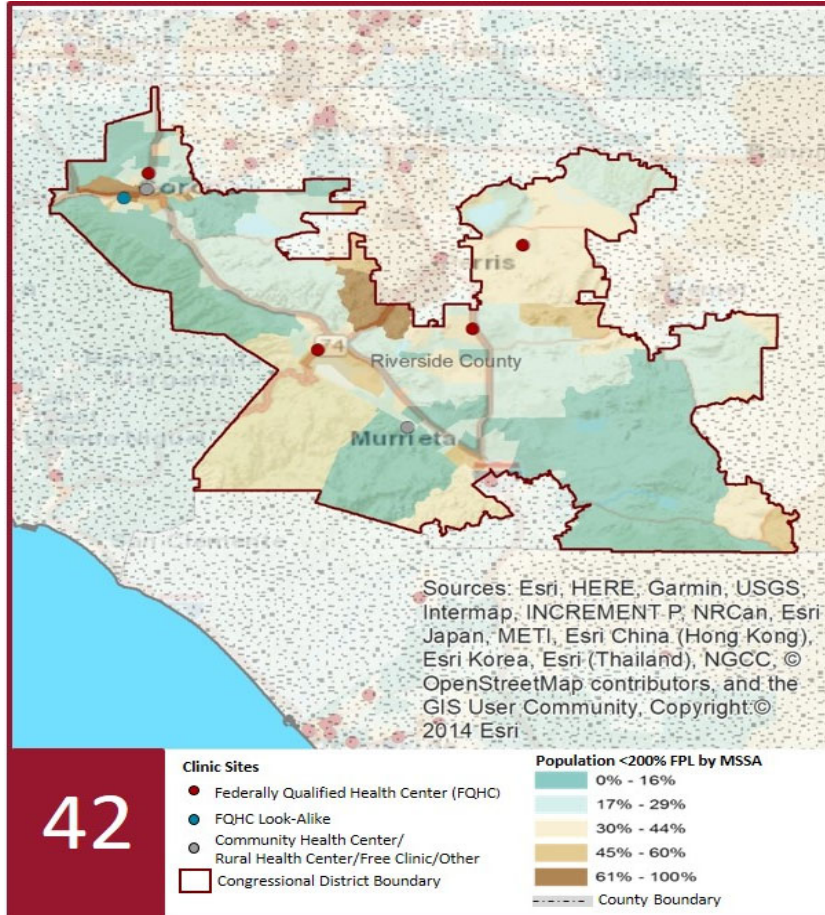 Riverside County
74
Murrieta
Sources: Esri, HERE, Garmin, USGS,
Intermap, INCREMENT P, NRCan, Esri
Japan, METI, Esri China (Hong Kong),
Esri Korea, Esri (Thailand), NGCC, ©
OpenStreetMap contributors, and the
GIS User Community, Copyright:©
2014 Esri
42
Clinic Sites
Federally Qualified Health Center (FQHC)
FQHC Look-Alike
Community Health Center/
Rural Health Center/Free Clinic/Other
Congressional District Boundary
Population <200% FPL by MSSA
0% - 16%
17% - 29%
30% - 44%
45% - 60%
61% - 100%
County Boundary